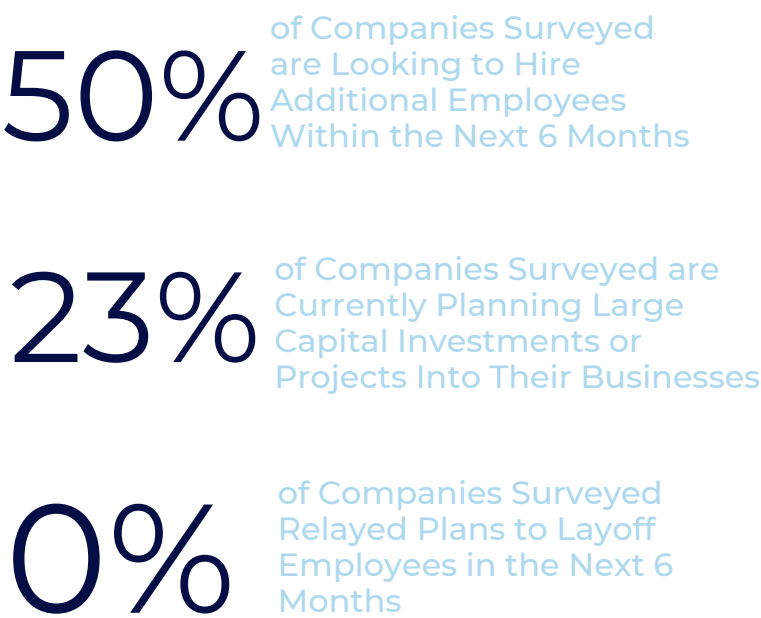 50%
of Companies Surveyed
are Looking to Hire
Additional Employees
Within the Next 6 Months
23%
of Companies Surveyed are
Currently Planning Large
Capital Investments or
Projects Into Their Businesses
0%
of Companies Surveyed
Relayed Plans to Layoff
Employees in the Next 6
Months